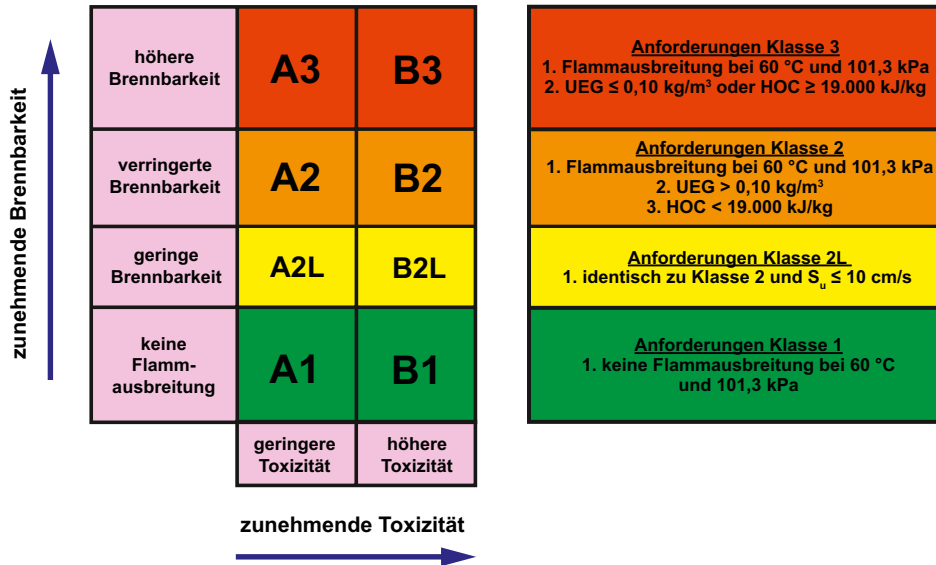 zunehmende Brennbarkeit
höhere
Brennbarkeit
A3
B3
verringerte
Brennbarkeit
A2
B2
geringe
Brennbarkeit
A2L
B2L
keine
Flamm-
ausbreitung
A1
B1
geringere
Toxizität
höhere
Toxizität
zunehmende Toxizität
Anforderungen Klasse 3
1. Flammausbreitung bei 60 °C und 101,3 kPa
2. UEG ≤ 0,10 kg/m³ oder HOC ≥ 19.000 kJ/kg
Anforderungen Klasse 2
1. Flammausbreitung bei 60 °C und 101,3 kPa
2. UEG > 0,10 kg/m³
3. HOC < 19.000 kJ/kg
Anforderungen Klasse 2L
1. identisch zu Klasse 2 und Sᵤ ≤ 10 cm/s
Anforderungen Klasse 1
1. keine Flammausbreitung bei 60 °C
und 101,3 kPa